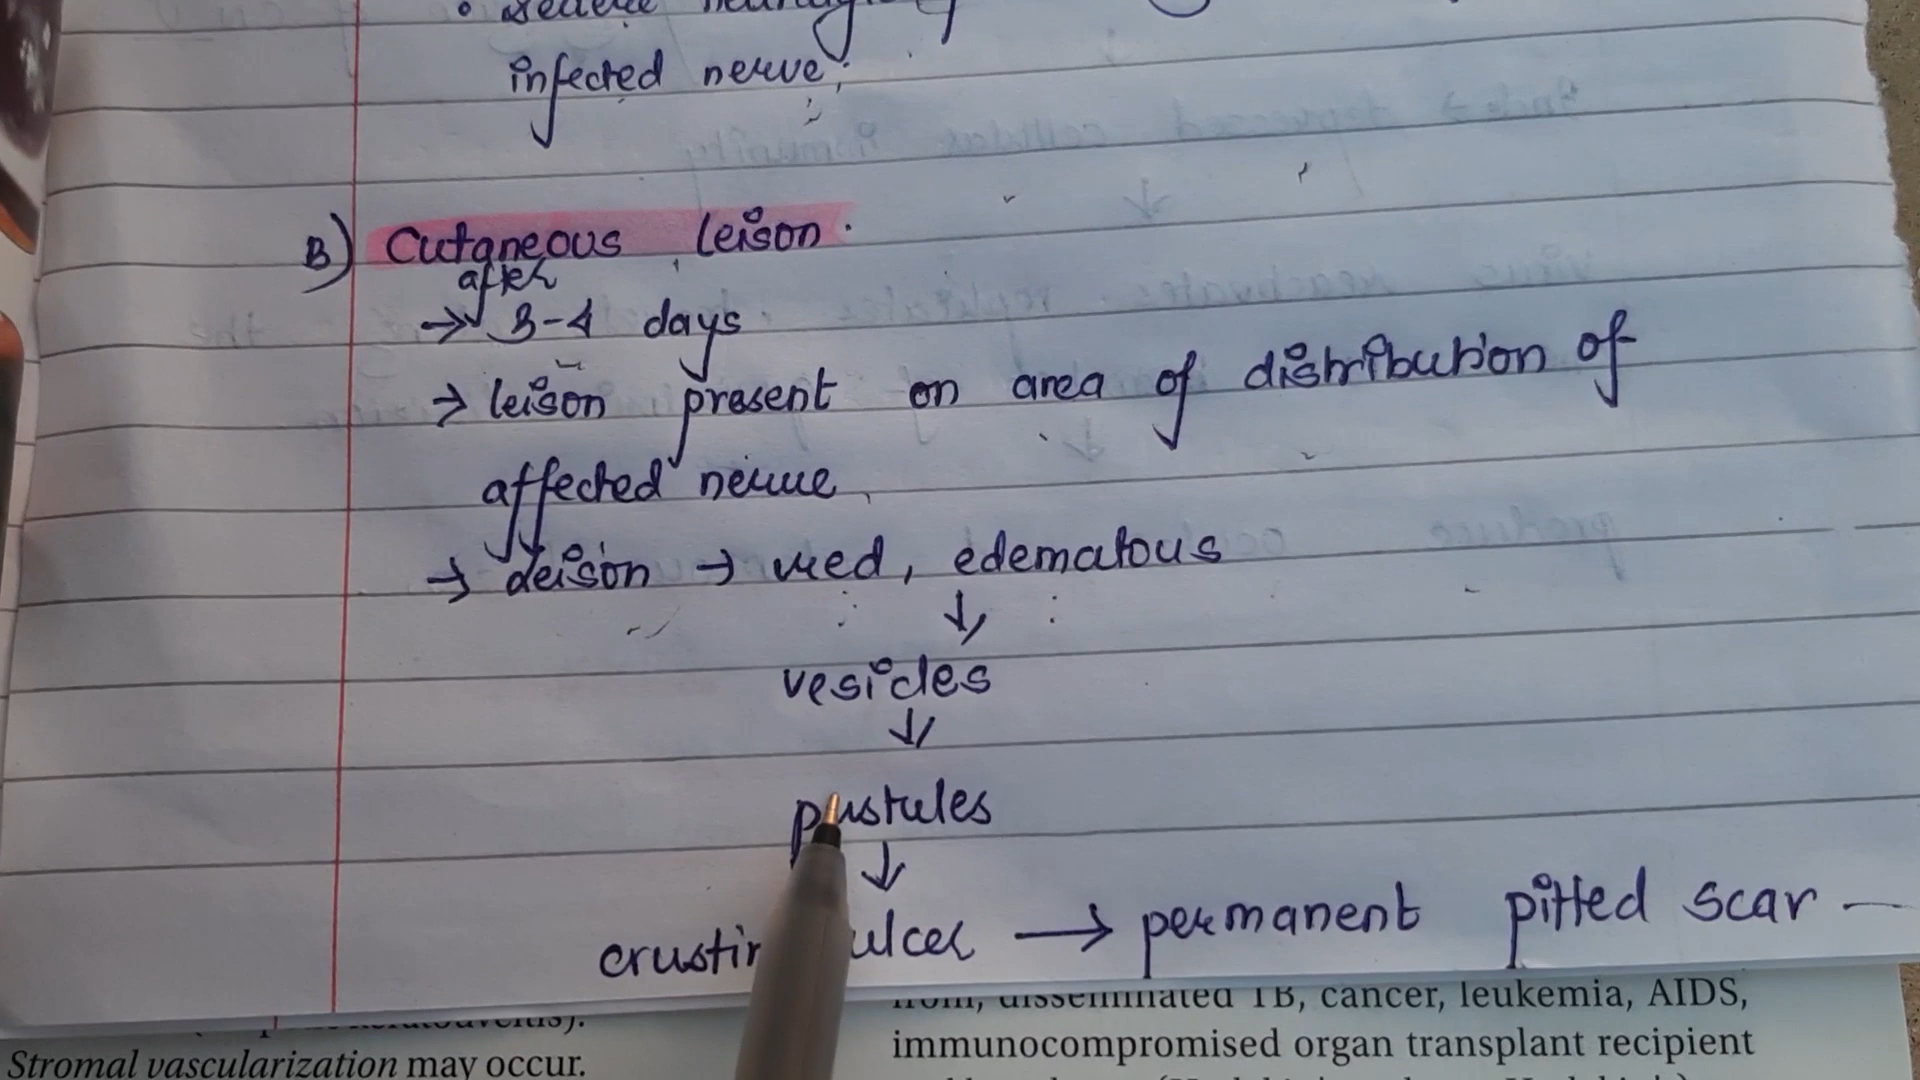 infected nerve.
B) Cutaneous leison.
after
→ 3-4 days
→ leison present on area of distribution of
affected nerve
→ leison → red, edematous
↓
vesicles
↓
pustules
↓
ulcer → permanent pitted scar —
from, disseminated TB, cancer, leukemia, AIDS,
Stromal vascularization may occur.
immunocompromised organ transplant recipient